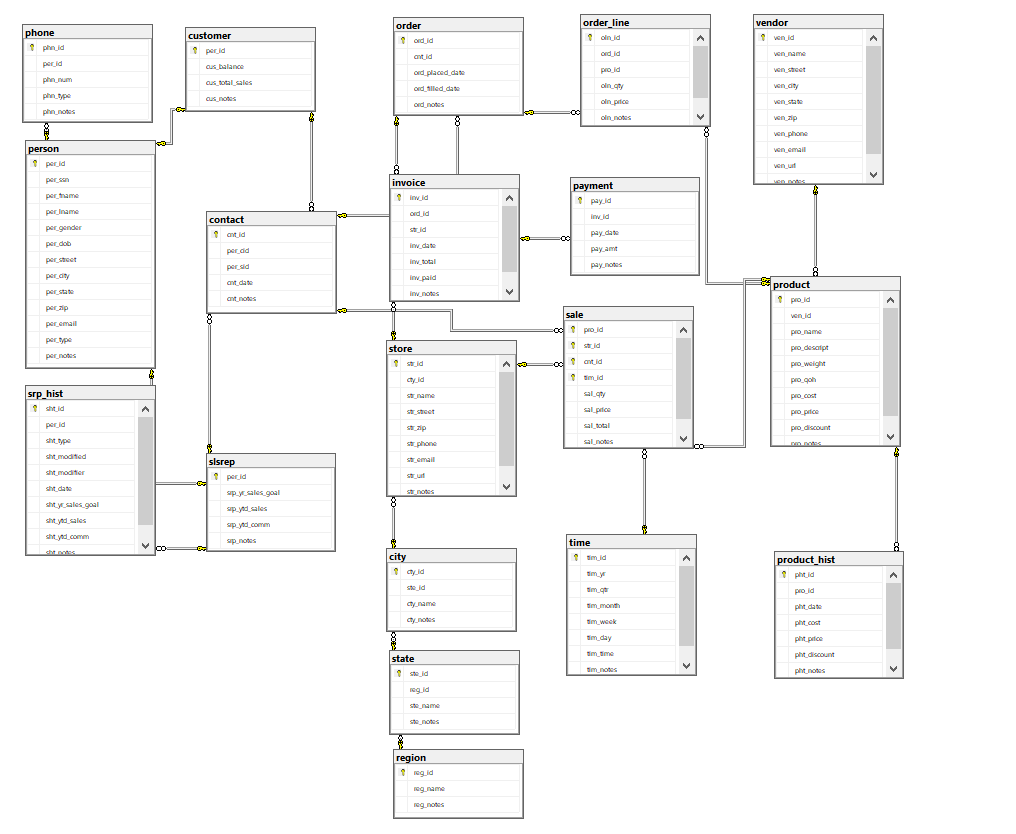 phone
phn_id
per_id
phn_num
phn_type
phn_notes
customer
per_id
cus_balance
cus_total_sales
cus_notes
order
ord_id
cnt_id
ord_placed_date
ord_filled_date
ord_notes
order_line
oln_id
ord_id
pro_id
oln_qty
oln_price
oln_notes
vendor
ven_id
ven_name
ven_street
ven_city
ven_state
ven_zip
ven_phone
ven_email
ven_url
ven_notes
person
per_id
per_ssn
per_fname
per_lname
per_gender
per_dob
per_street
per_city
per_state
per_zip
per_email
per_type
per_notes
contact
cnt_id
per_cid
per_sid
cnt_date
cnt_notes
invoice
inv_id
ord_id
str_id
inv_date
inv_total
inv_paid
inv_notes
payment
pay_id
inv_id
pay_date
pay_amt
pay_notes
product
pro_id
ven_id
pro_name
pro_descript
pro_weight
pro_qoh
pro_cost
pro_price
pro_discount
pro_notes
sale
pro_id
str_id
cnt_id
tim_id
sal_qty
sal_price
sal_total
sal_notes
store
str_id
cty_id
str_name
str_street
str_zip
str_phone
str_email
str_url
str_notes
srp_hist
sht_id
per_id
sht_type
sht_modified
sht_modifier
sht_date
sht_yr_sales_goal
sht_ytd_sales
sht_ytd_comm
sht_notes
slsrep
per_id
srp_yr_sales_goal
srp_ytd_sales
srp_ytd_comm
srp_notes
city
cty_id
ste_id
cty_name
cty_notes
time
tim_id
tim_yr
tim_qtr
tim_month
tim_week
tim_day
tim_time
tim_notes
product_hist
pht_id
pro_id
pht_date
pht_cost
pht_price
pht_discount
pht_notes
state
ste_id
reg_id
ste_name
ste_notes
region
reg_id
reg_name
reg_notes